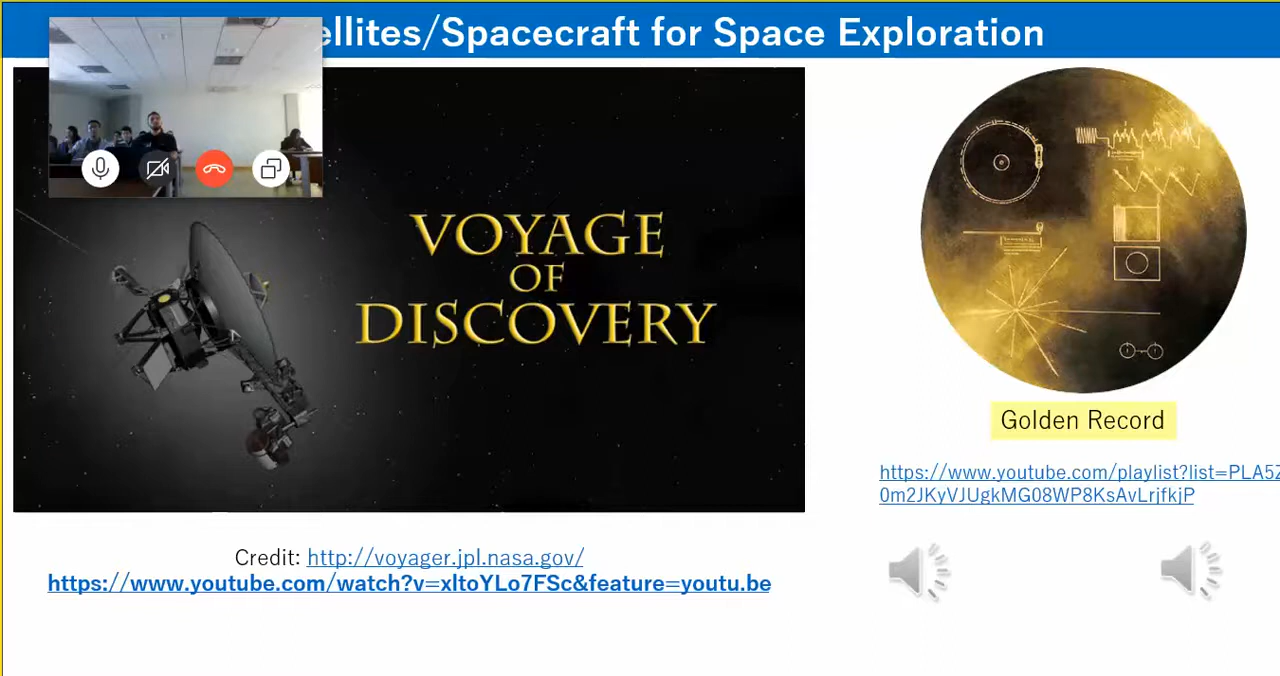 ellites/Spacecraft for Space Exploration
VOYAGE
OF
DISCOVERY
Golden Record
https://www.youtube.com/playlist?list=PLA5Z
0m2JKyVJUgkMG08WP8KsAvLrjfkjP
Credit: http://voyager.jpl.nasa.gov/
https://www.youtube.com/watch?v=xltoYLo7FSc&feature=youtu.be